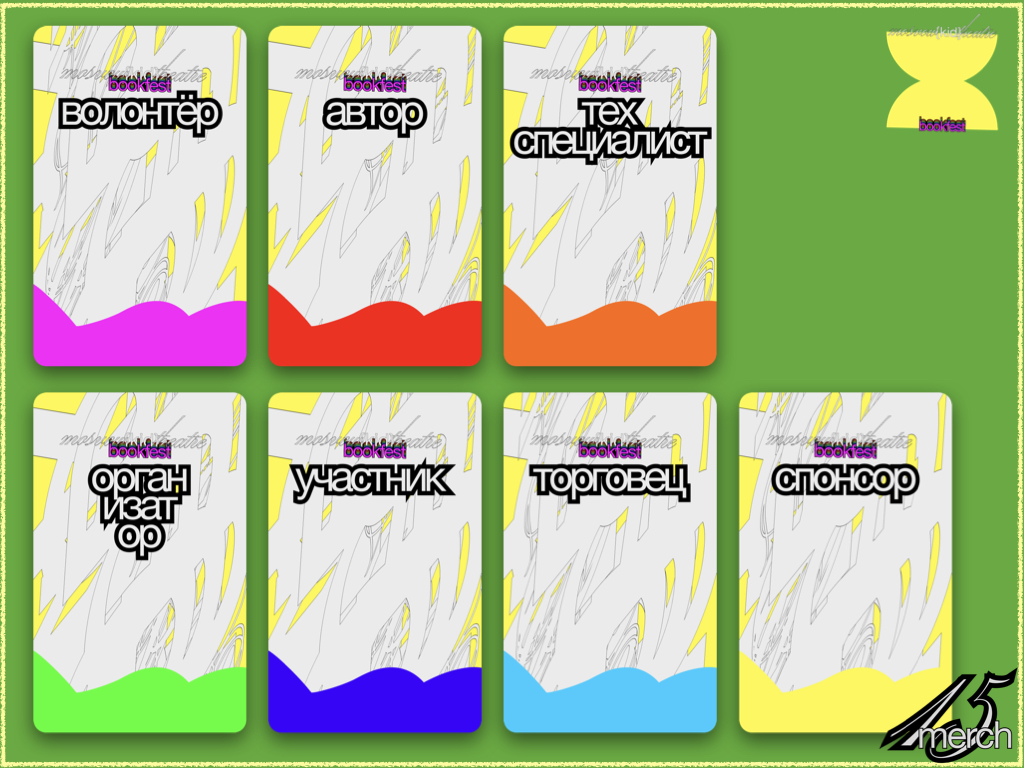 bookfest
волонтёр
bookfest
автор
bookfest
тех
специалист
bookfest
bookfest
орган
изат
ор
bookfest
участник
bookfest
торговец
bookfest
спонсор
15
merch